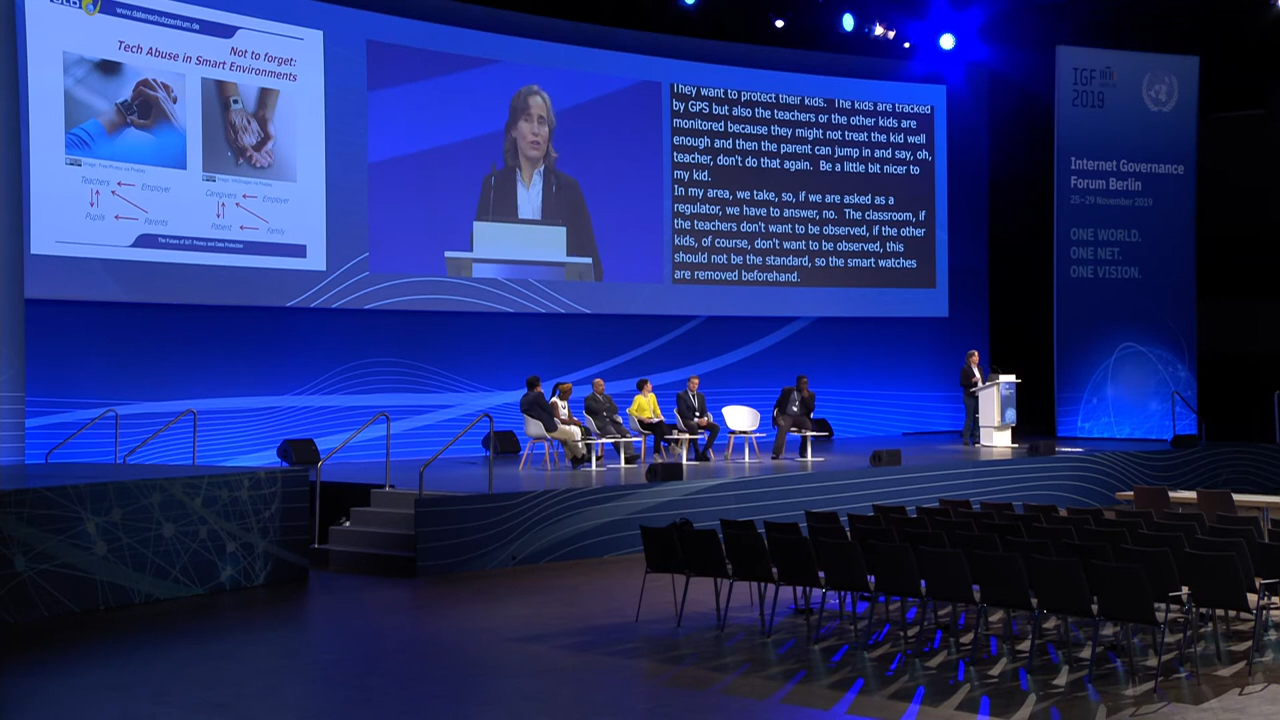 www.datenschutzzentrum.de
Not to forget:
Tech Abuse in Smart Environments
Teachers
Employer
Pupils
Parents
Caregivers
Employer
Patient
Family
The Future of IoT: Privacy and Data Protection
They want to protect their kids. The kids are tracked
by GPS but also the teachers or the other kids are
monitored because they might not treat the kid well
enough and then the parent can jump in and say, oh,
teacher, don't do that again. Be a little bit nicer to
my kid.
In my area, we take, so, if we are asked as a
regulator, we have to answer, no. The classroom, if
the teachers don't want to be observed, if the other
kids, of course, don't want to be observed, this
should not be the standard, so the smart watches
are removed beforehand.
IGF
2019
Internet Governance
Forum Berlin
25–29 November 2019
ONE WORLD.
ONE NET.
ONE VISION.